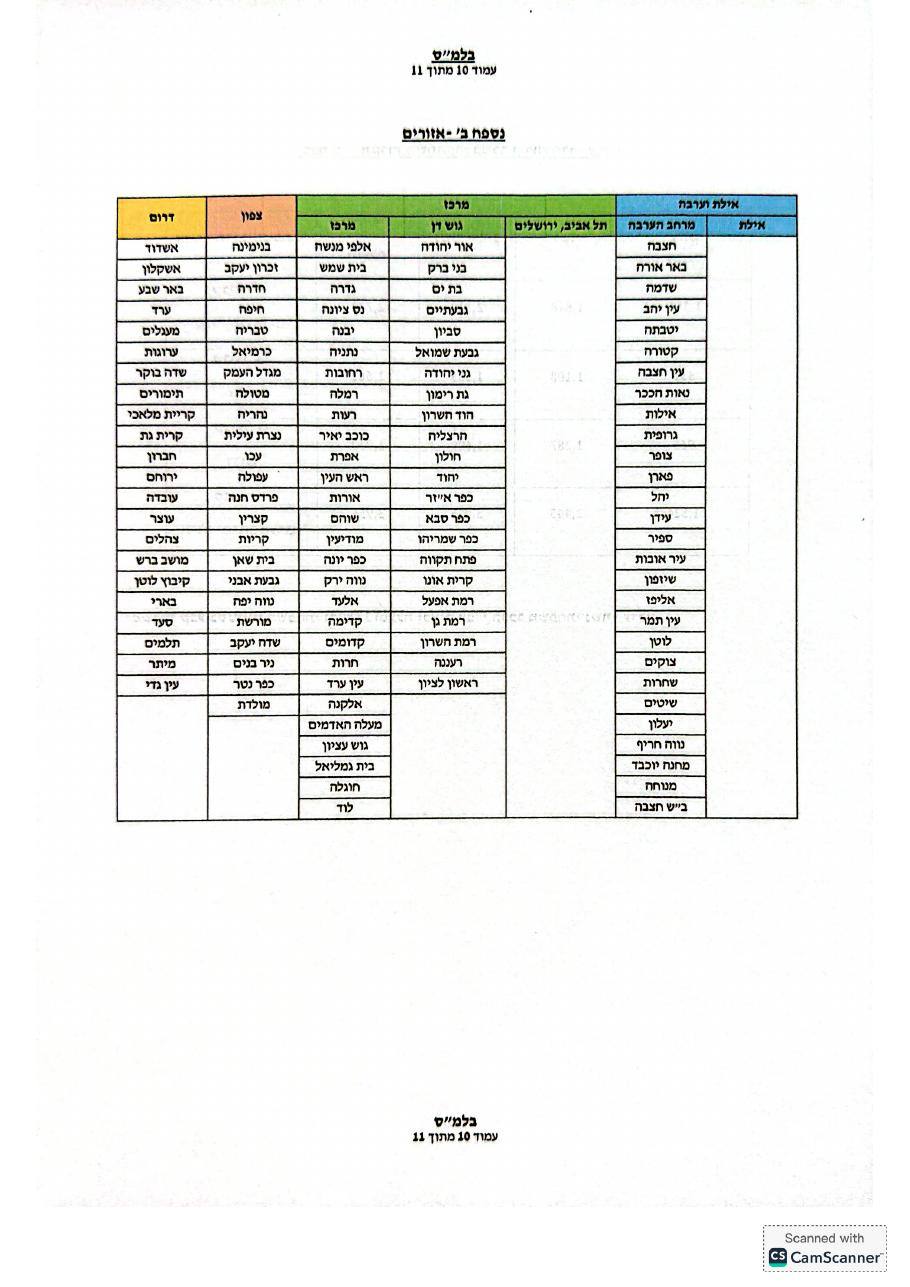 בלמ"ס
עמוד 10 מתוך 11
נספח ב' -אזורים
אילת וערבה מרכז צפון דרום
אילת מרחב הערבה תל אביב, ירושלים גוש דן מרכז
חצבה אור יהודה אלפי מנשה בנימינה אשדוד
באר אורה בני ברק בית שמש זכרון יעקב אשקלון
שדמה בת ים גדרה חדרה באר שבע
עין יהב גבעתיים נס ציונה חיפה ערד
יטבתה סביון יבנה טבריה מעגלים
קטורה גבעת שמואל נתניה כרמיאל ערוגות
עין חצבה גני יהודה רחובות מגדל העמק שדה בוקר
נאות הככר גת רימון רמלה מטולה תימורים
אילות הוד השרון רעות נהריה קריית מלאכי
גרופית הרצליה כוכב יאיר נצרת עילית קרית גת
צופר חולון אפרת עכו חברון
פארן יהוד ראש העין עפולה ירוחם
יהל כפר א"זר אורות פרדס חנה עובדה
עידן כפר סבא שוהם קצרין עוצר
ספיר כפר שמריהו מודיעין קריות צהלים
עיר אובות פתח תקווה כפר יונה בית שאן מושב ברש
שיזפון קרית אונו נווה ירק גבעת אבני קיבוץ לוטן
אליפז רמת אפעל אלעד נווה יפה בארי
עין תמר רמת גן קדימה מורשת סעד
לוטן רמת השרון קדומים שדה יעקב תלמים
צוקים רעננה חרות ניר בנים מיתר
שחרות ראשון לציון עין ערד כפר נטר עין גדי
שיטים אלקנה מולדת
יעלון מעלה האדמים
נווה חריף גוש עציון
מחנה יוכבד בית גמליאל
מנוחה חוגלה
ב"ש חצבה לוד
בלמ"ס
עמוד 10 מתוך 11
Scanned with
CS CamScanner